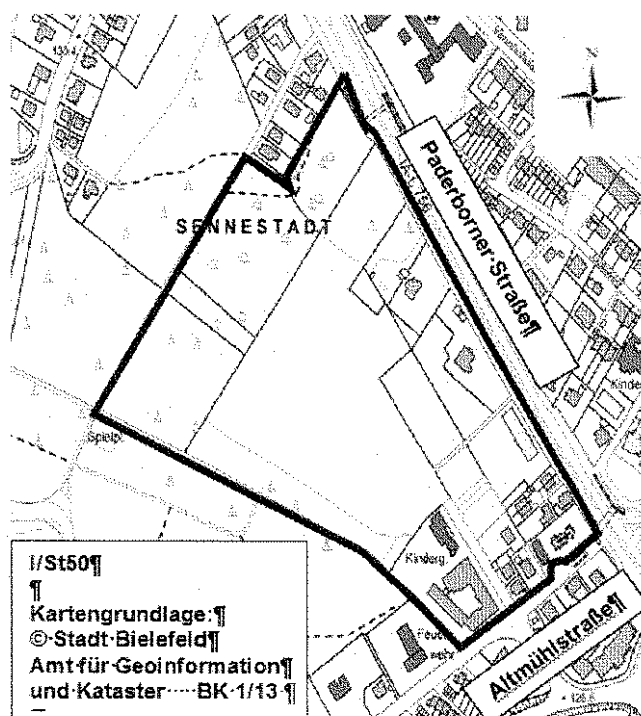 SENNESTADT
Paderborner·Straße¶
Spielpl.
Kinderg.
Altmühlstraße¶
I/St50¶
¶
Kartengrundlage:¶
©·Stadt·Bielefeld¶
Amt·für·Geoinformation¶
und·Kataster·····BK·1/13·¶